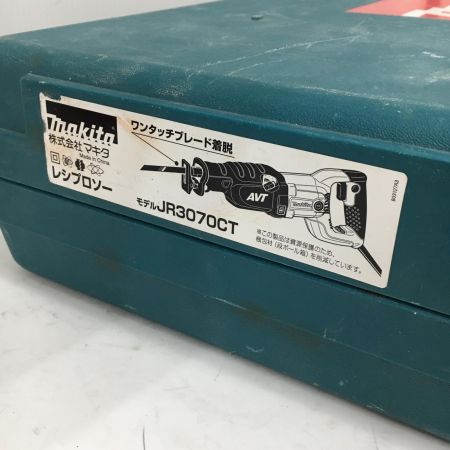 makita
株式会社マキタ
Made in China
レシプロソー
ワンタッチブレード着脱
AVT
makita
モデルJR3070CT
※この製品は資源保護のため、
梱包材(段ボール箱)を削減しています。